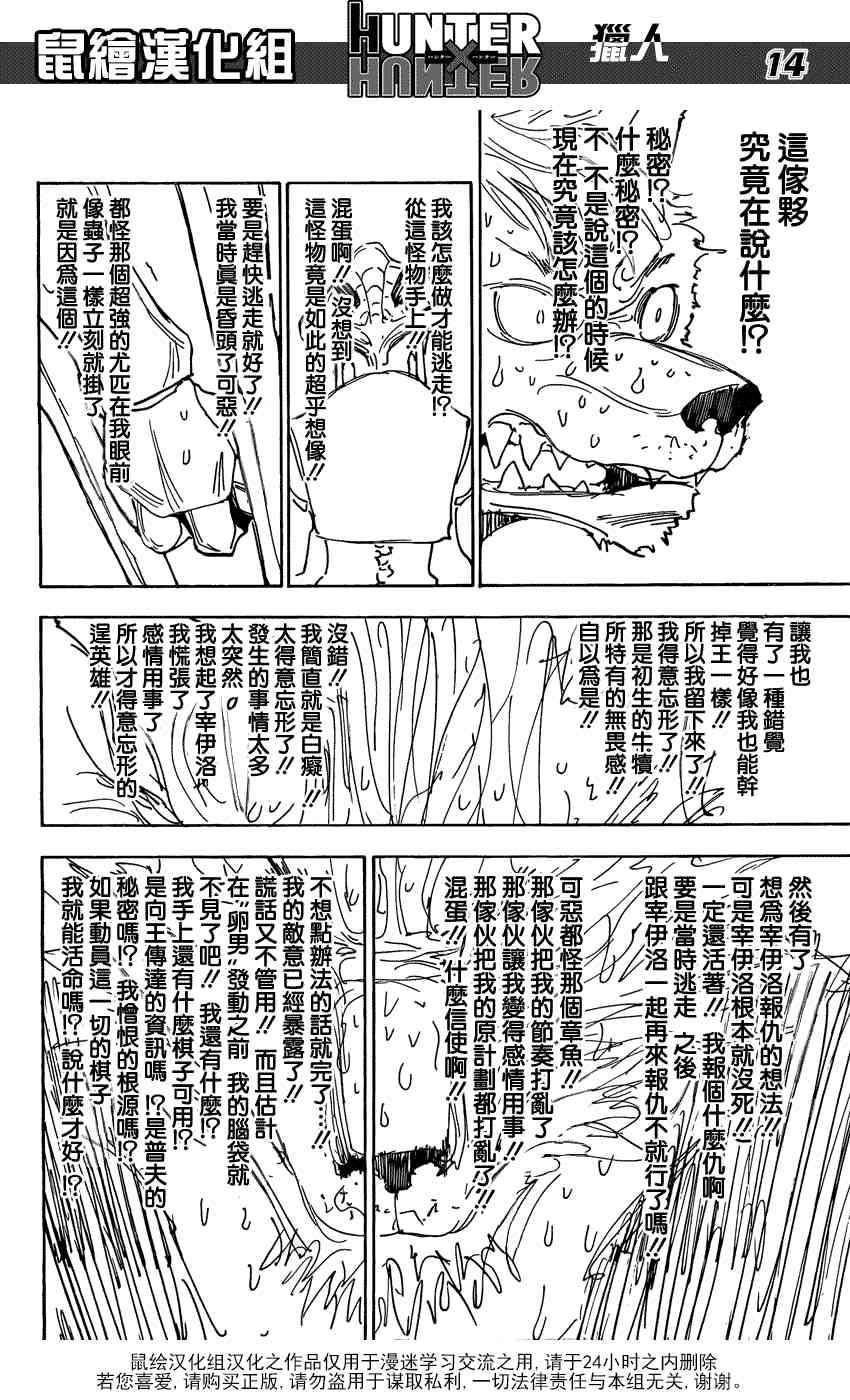 鼠繪漢化組
HUNTER×HUNTER
獵人
14
這傢夥
究竟在說什麼!?
秘密!?
什麼秘密?
不 不是說這個的時候
現在究竟該怎麼辦!?
我該怎麼做才能逃走!?
從這怪物手上!!
混蛋啊!! 沒想到
這怪物竟是如此的超乎想像!!
要是趕快逃走就好了!!
我當時真是昏頭了可惡!!
都怪那個超強的尤匹在我眼前
像蟲子一樣立刻就掛了
就是因為這個!!
讓我也
有了一種錯覺
覺得好像我也能幹
掉王一樣!!
所以我留下來了!!
我得意忘形了!!
那是初生的牛犢
所特有的無畏感!!
自以為是!!
沒錯!!
我簡直就是白癡!!
太得意忘形了!!
發生的事情太多
太突然。
我想起了宰伊洛
我慌張了
感情用事了
所以才得意忘形的
逞英雄!!
然後有了
想為宰伊洛報仇的想法!!
可是宰伊洛根本就沒死!!
一定還活著!! 我報個什麼仇啊
要是當時逃走 之後
跟宰伊洛一起再來報仇不就行了嗎!!
可惡都怪那個章魚!!
那傢伙把我的節奏打亂了
那傢伙讓我變得感情用事!!
那傢伙把我的原計劃都打亂了!!
混蛋!! 什麼信使啊!!
不想點辦法的話就完了…!!
我的敵意已經暴露了!!
謊話又不管用!! 而且估計
在"卵男"發動之前 我的腦袋就
不見了吧!! 我還有什麼!?
我手上還有什麼棋子可用!?
是向王傳達的資訊嗎!? 是普夫的
秘密嗎!? 我憎恨的根源嗎!?
如果動員這一切的棋子
我就能活命嗎!? 說什麼才好!?
鼠绘汉化组汉化之作品仅用于漫迷学习交流之用,请于24小时之内删除
若您喜爱,请购买正版,请勿盗用于谋取私利,一切法律责任与本组无关,谢谢。